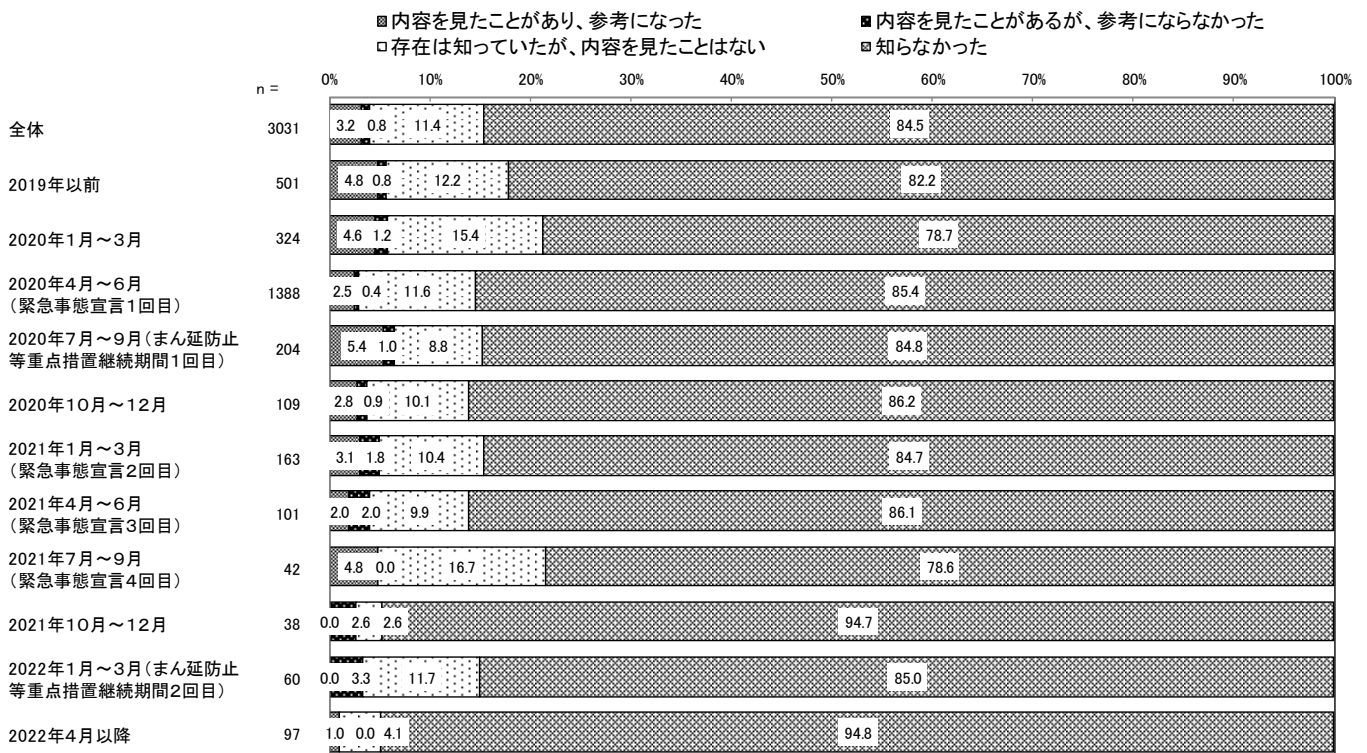 内容を見たことがあり、参考になった 内容を見たことがあるが、参考にならなかった
存在は知っていたが、内容を見たことはない 知らなかった
n = 0% 10% 20% 30% 40% 50% 60% 70% 80% 90% 100%
全体 3031 3.2 0.8 11.4 84.5
2019年以前 501 4.8 0.8 12.2 82.2
2020年1月～3月 324 4.6 1.2 15.4 78.7
2020年4月～6月
(緊急事態宣言1回目) 1388 2.5 0.4 11.6 85.4
2020年7月～9月(まん延防止
等重点措置継続期間1回目) 204 5.4 1.0 8.8 84.8
2020年10月～12月 109 2.8 0.9 10.1 86.2
2021年1月～3月
(緊急事態宣言2回目) 163 3.1 1.8 10.4 84.7
2021年4月～6月
(緊急事態宣言3回目) 101 2.0 2.0 9.9 86.1
2021年7月～9月
(緊急事態宣言4回目) 42 4.8 0.0 16.7 78.6
2021年10月～12月 38 0.0 2.6 2.6 94.7
2022年1月～3月(まん延防止
等重点措置継続期間2回目) 60 0.0 3.3 11.7 85.0
2022年4月以降 97 1.0 0.0 4.1 94.8